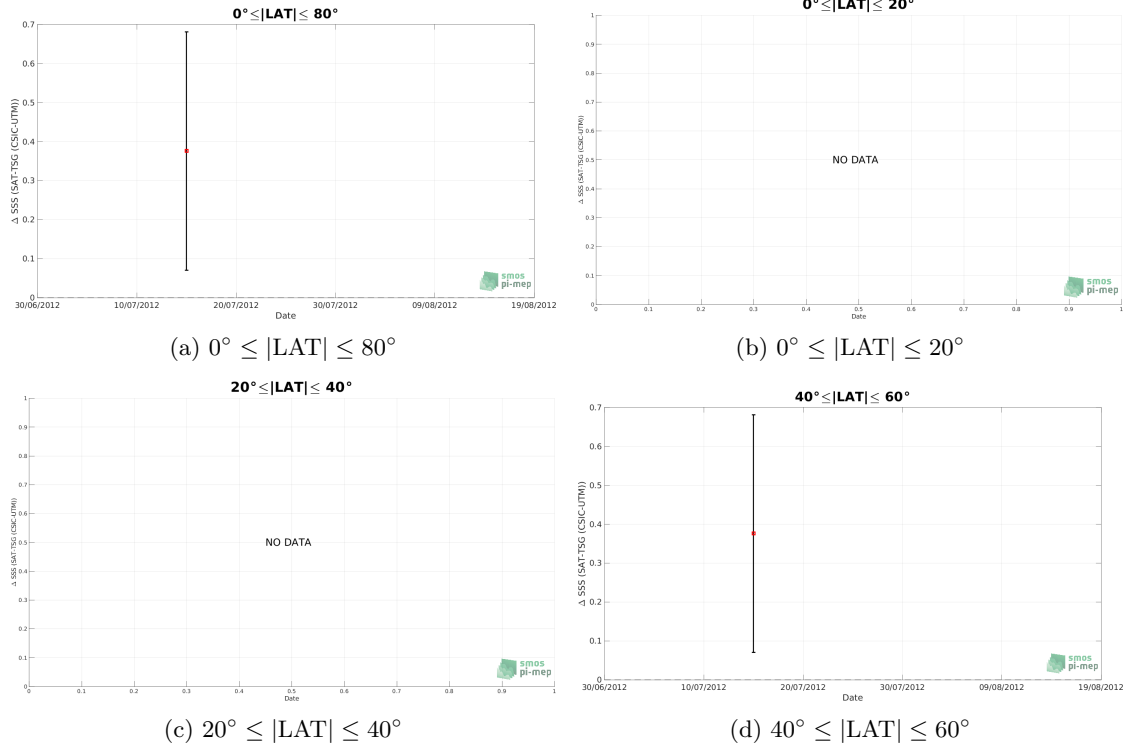 0°≤|LAT|≤ 80°
0.7
0.6
0.5
0.4
0.3
0.2
0.1
0
Δ SSS (SAT-TSG (CSIC-UTM))
30/06/2012 10/07/2012 20/07/2012 30/07/2012 09/08/2012 19/08/2012
Date
smos
pi-mep
(a) 0° ≤ |LAT| ≤ 80°
0°≤|LAT|≤ 20°
1
0.9
0.8
0.7
0.6
0.5
0.4
0.3
0.2
0.1
0
Δ SSS (SAT-TSG (CSIC-UTM))
NO DATA
0 0.1 0.2 0.3 0.4 0.5 0.6 0.7 0.8 0.9 1
Date
smos
pi-mep
(b) 0° ≤ |LAT| ≤ 20°
20°≤|LAT|≤ 40°
1
0.9
0.8
0.7
0.6
0.5
0.4
0.3
0.2
0.1
0
Δ SSS (SAT-TSG (CSIC-UTM))
NO DATA
0 0.1 0.2 0.3 0.4 0.5 0.6 0.7 0.8 0.9 1
Date
smos
pi-mep
(c) 20° ≤ |LAT| ≤ 40°
40°≤|LAT|≤ 60°
0.7
0.6
0.5
0.4
0.3
0.2
0.1
0
Δ SSS (SAT-TSG (CSIC-UTM))
30/06/2012 10/07/2012 20/07/2012 30/07/2012 09/08/2012 19/08/2012
Date
smos
pi-mep
(d) 40° ≤ |LAT| ≤ 60°